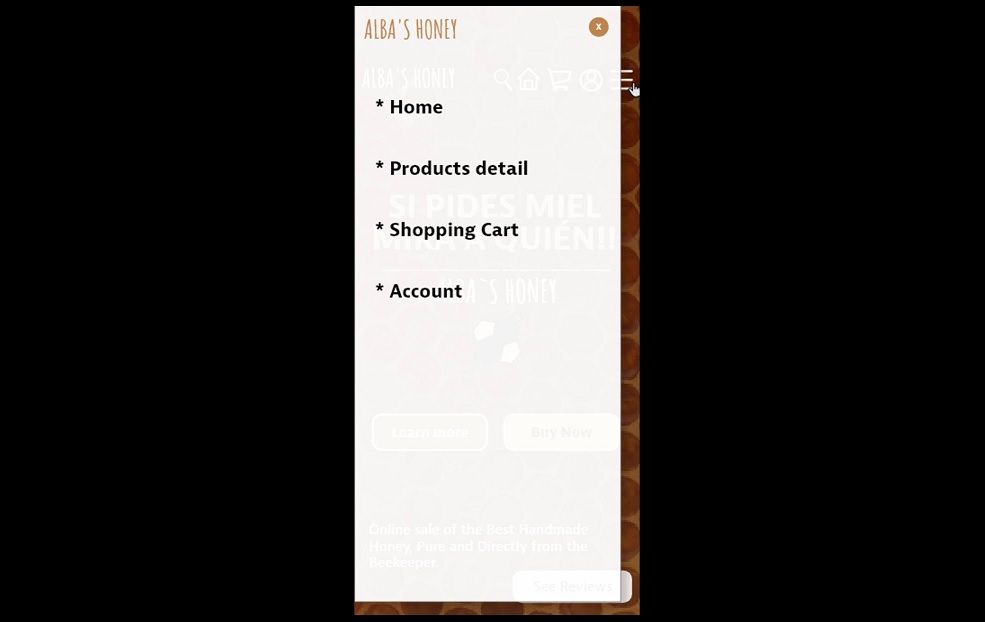 ALBA'S HONEY
x
ALBA'S HONEY
* Home
* Products detail
SI PIDES MIEL
MIRA A QUIÉN!!
* Shopping Cart
* Account
ALBA`S HONEY
Learn more
Buy Now
Online sale of the Best Handmade
Honey, Pure and Directly from the
Beekeeper.
See Reviews